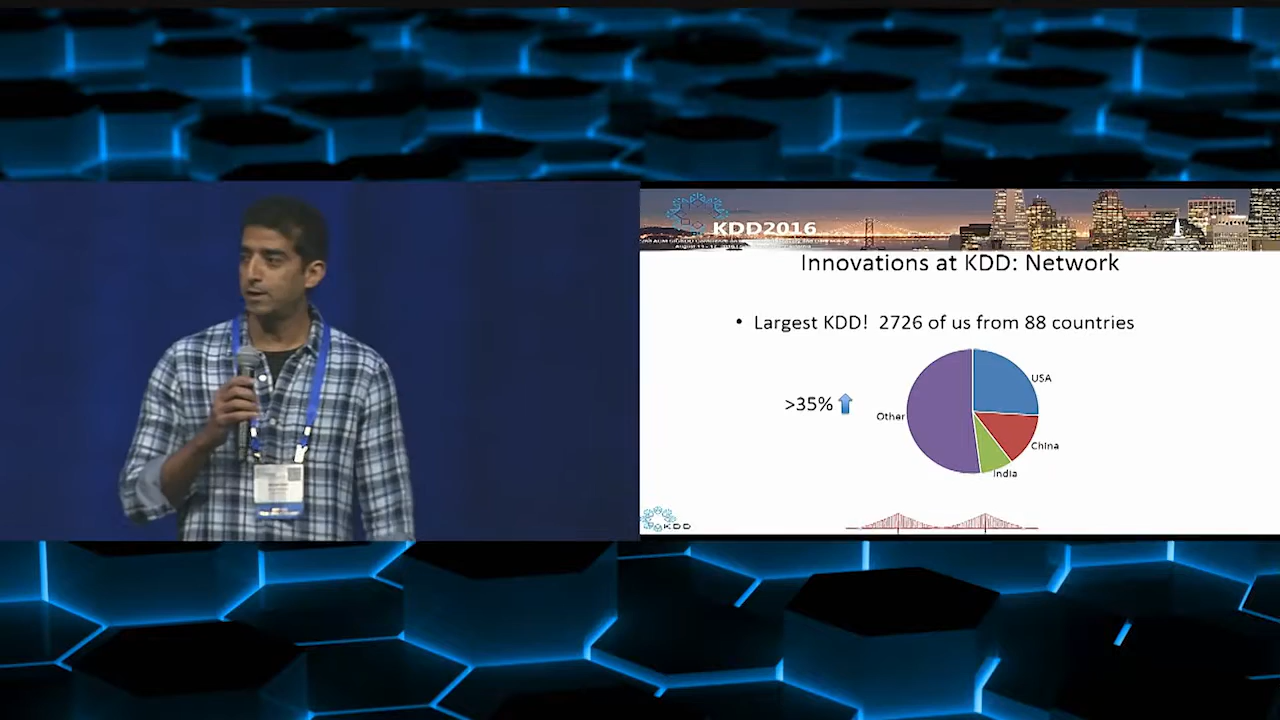 KDD2016
Innovations at KDD: Network
• Largest KDD! 2726 of us from 88 countries
>35%
USA
Other
China
India
KDD